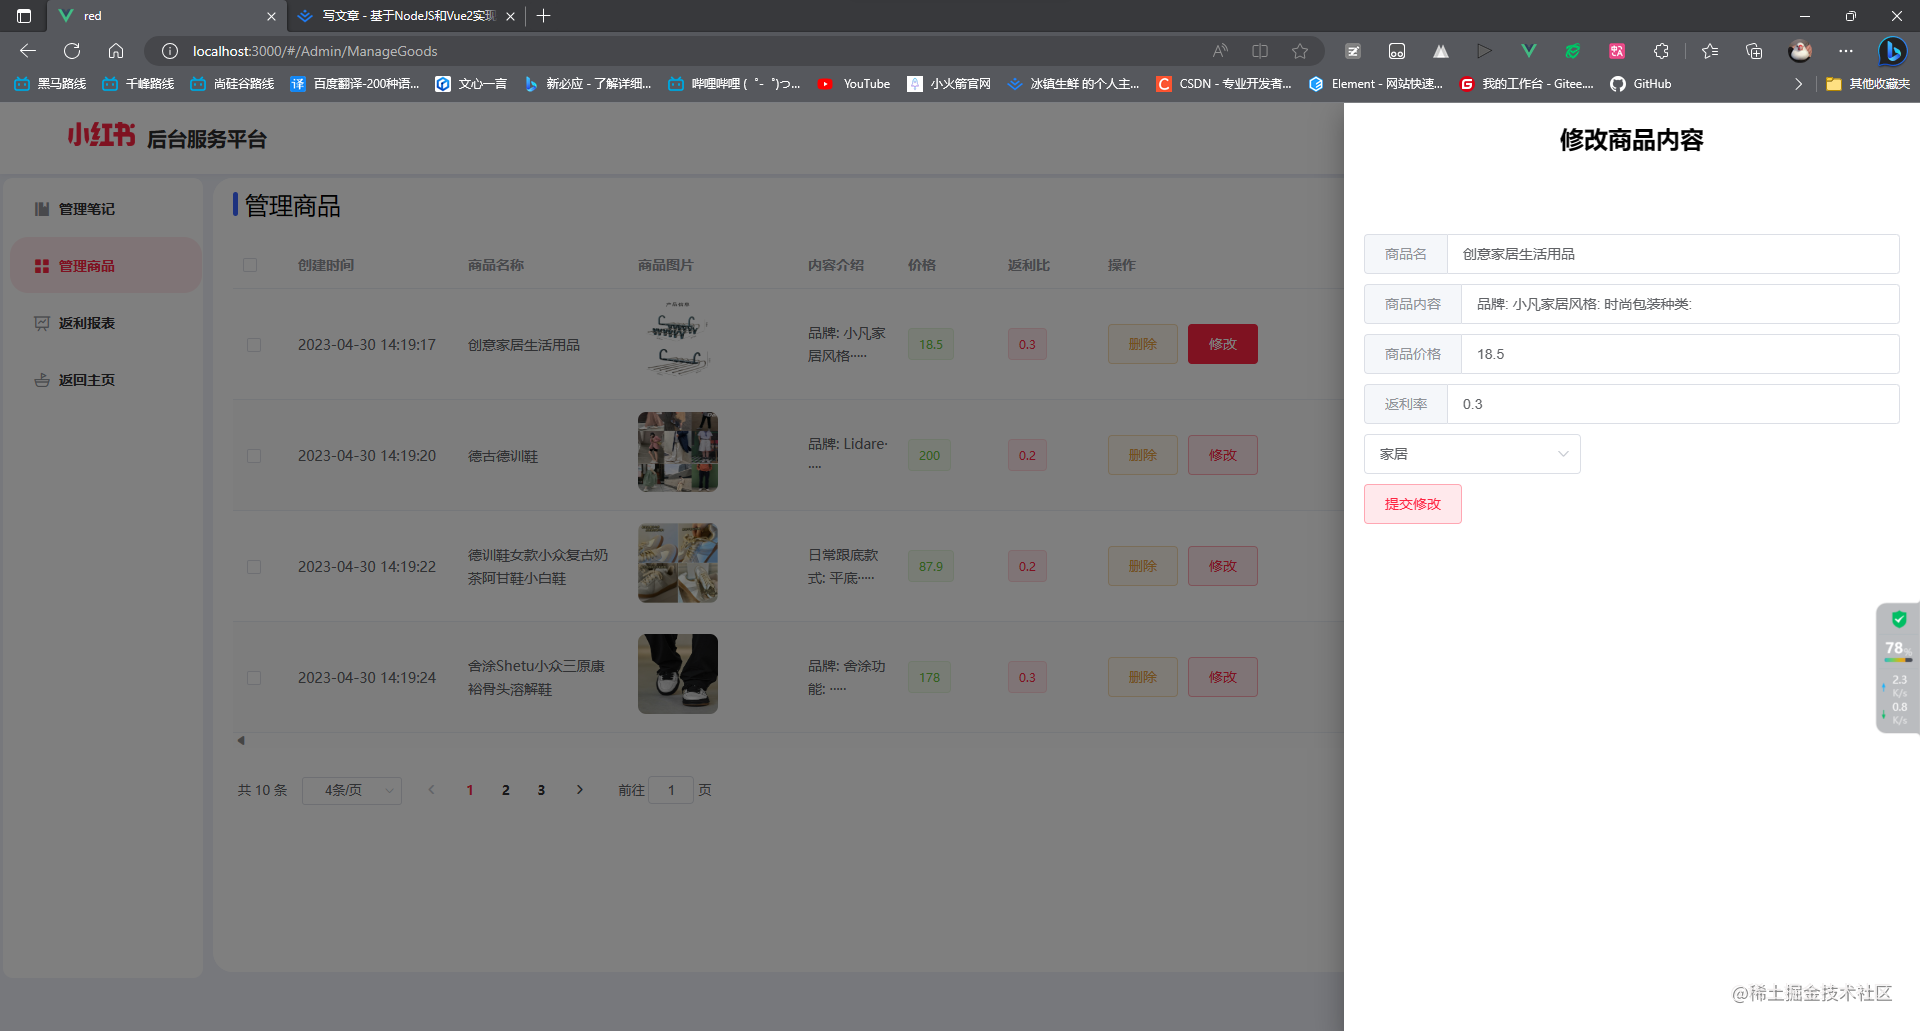 red
写文章 - 基于NodeJS和Vue2实现
localhost:3000/#/Admin/ManageGoods
黑马路线
千峰路线
尚硅谷路线
译 百度翻译-200种语...
文心一言
新必应 - 了解详细...
哔哩哔哩 ( ゜- ゜)つ...
YouTube
小火箭官网
冰镇生鲜 的个人主...
CSDN - 专业开发者...
Element - 网站快速...
我的工作台 - Gitee....
GitHub
其他收藏夹
小红书 后台服务平台
管理笔记
管理商品
返利报表
返回主页
管理商品
创建时间 商品名称 商品图片 内容介绍 价格 返利比 操作
2023-04-30 14:19:17 创意家居生活用品 品牌: 小凡家居风格····· 18.5 0.3 删除 修改
2023-04-30 14:19:20 德古德训鞋 品牌: Lidare····· 200 0.2 删除 修改
2023-04-30 14:19:22 德训鞋女款小众复古奶茶阿甘鞋小白鞋 日常跟底款式: 平底····· 87.9 0.2 删除 修改
2023-04-30 14:19:24 舍涂Shetu小众三原康裕骨头溶解鞋 品牌: 舍涂功能: ····· 178 0.3 删除 修改
共 10 条 4条/页 1 2 3 前往 1 页
修改商品内容
商品名 创意家居生活用品
商品内容 品牌: 小凡家居风格: 时尚包装种类:
商品价格 18.5
返利率 0.3
家居
提交修改
78%
2.3
K/s
0.8
K/s
@稀土掘金技术社区